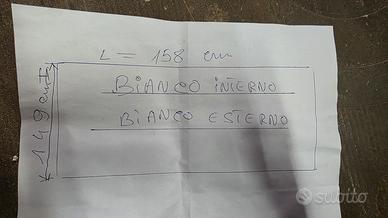 L = 158 cm
149 cm
BIANCO INTERNO
BIANCO ESTERNO
subito